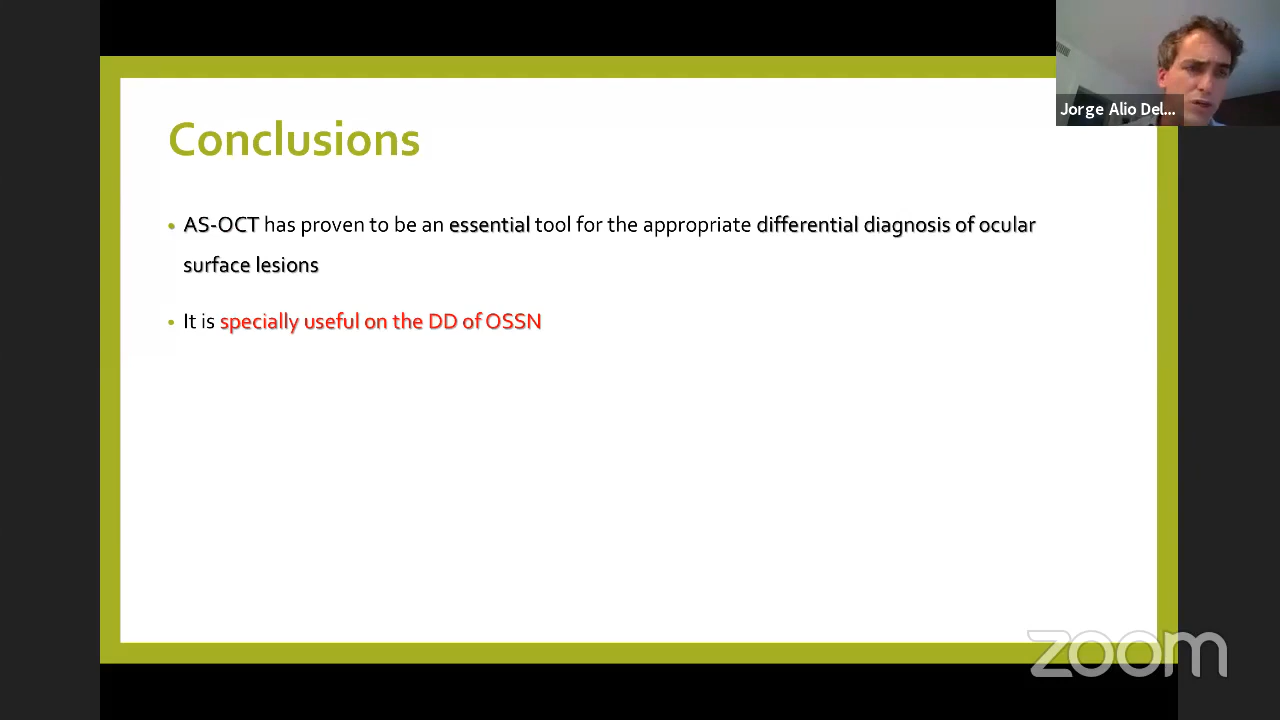 Jorge Alio Del...
Conclusions
• AS-OCT has proven to be an essential tool for the appropriate differential diagnosis of ocular
surface lesions
• It is specially useful on the DD of OSSN
zoom